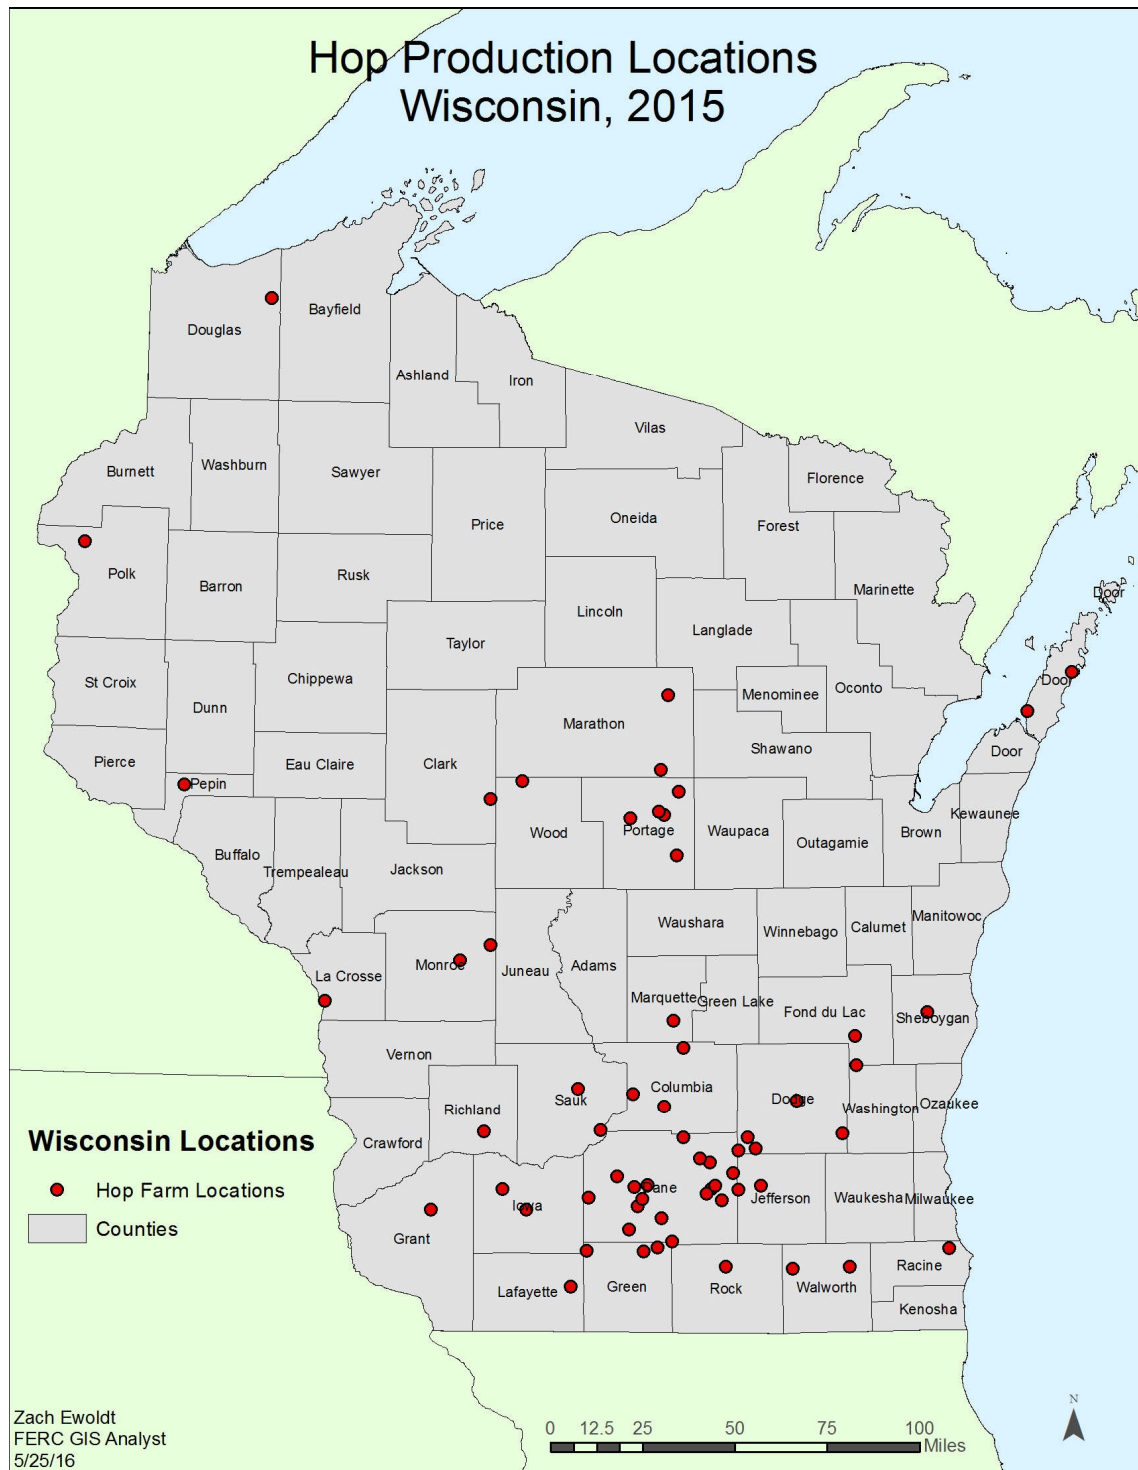 Hop Production Locations
Wisconsin, 2015
Douglas
Bayfield
Ashland
Iron
Vilas
Burnett
Washburn
Sawyer
Florence
Price
Oneida
Forest
Polk
Barron
Rusk
Marinette
Door
Lincoln
Taylor
Langlade
St Croix
Chippewa
Menominee
Oconto
Door
Dunn
Marathon
Shawano
Door
Pierce
Pepin
Eau Claire
Clark
Wood
Portage
Waupaca
Outagamie
Brown
Kewaunee
Buffalo
Trempealeau
Jackson
Waushara
Winnebago
Calumet
Manitowoc
La Crosse
Monroe
Juneau
Adams
Marquette
Green Lake
Fond du Lac
Sheboygan
Vernon
Richland
Sauk
Columbia
Dodge
Washington
Ozaukee
Crawford
Grant
Iowa
Dane
Jefferson
Waukesha
Milwaukee
Lafayette
Green
Rock
Walworth
Racine
Kenosha
Wisconsin Locations
Hop Farm Locations
Counties
Zach Ewoldt
FERC GIS Analyst
5/25/16
0 12.5 25 50 75 100
Miles
N